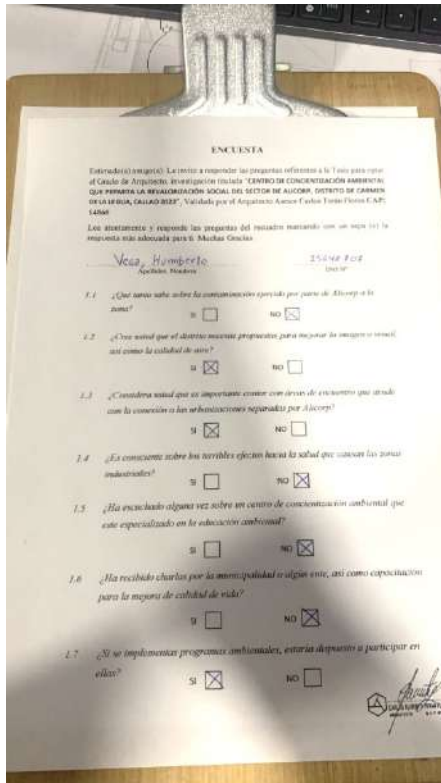 ENCUESTA
Estimado(a) amigo(a): La invito a responder las preguntas referentes a la Tesis para optar
el Grado de Arquitecto, investigación titulada "CENTRO DE CONCIENTIZACIÓN AMBIENTAL
QUE PERMITA LA REVALORIZACIÓN SOCIAL DEL SECTOR DE ALICORP, DISTRITO DE CARMEN
DE LA LEGUA, CALLAO 2022", Validada por el Arquitecto Asesor Carlos Flores CAP:
Lea atentamente y responda las preguntas del recuadro marcando con un aspa (x) la
respuesta más adecuada para ti. Muchas Gracias
Vega, Humberto
Apellidos, Nombres
1.1 ¿Que tanto sabe sobre la contaminación ejercida por parte de Alicorp a la
zona?
SI NO
1.2 ¿Cree usted que el distrito necesita propuestas para mejorar la imagen
así como la calidad de aire?
SI NO
1.3 ¿Considera usted que es importante contar con áreas de encuentro que ayude
con la conexión a las urbanizaciones separadas por Alicorp?
SI NO
1.4 ¿Es consciente sobre los terribles efectos hacia la salud que causan las zonas
industriales?
SI NO
1.5 ¿Ha escuchado alguna vez sobre un centro de concientización ambiental que
este especializado en la educación ambiental?
SI NO
1.6 ¿Ha recibido charlas por la municipalidad o algún ente, así como capacitación
para la mejora de calidad de vida?
SI NO
1.7 ¿Si se implementan programas ambientales, estaría dispuesto a participar en
ellas?
SI NO